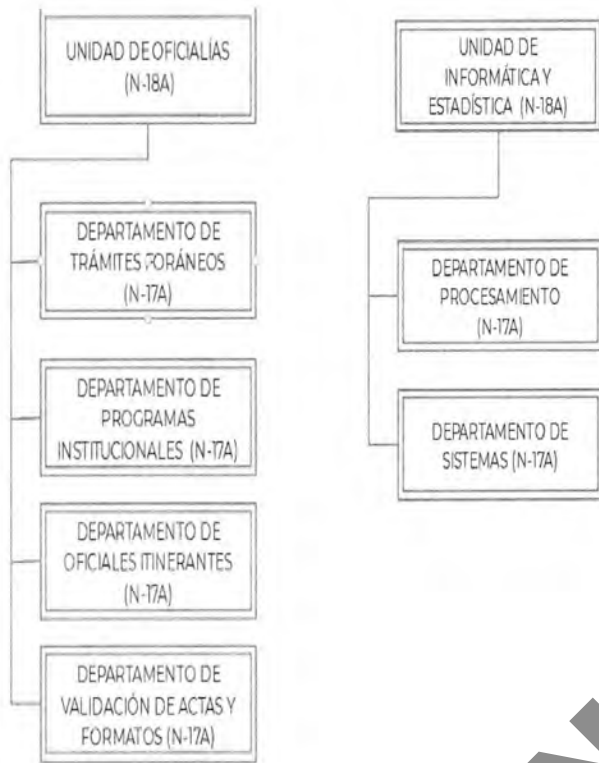 UNIDAD DE OFICIALÍAS
(N-18A)
DEPARTAMENTO DE
TRÁMITES FORÁNEOS
(N-17A)
DEPARTAMENTO DE
PROGRAMAS
INSTITUCIONALES (N-17A)
DEPARTAMENTO DE
OFICIALES ITINERANTES
(N-17A)
DEPARTAMENTO DE
VALIDACIÓN DE ACTAS Y
FORMATOS (N-17A)
UNIDAD DE
INFORMÁTICA Y
ESTADÍSTICA (N-18A)
DEPARTAMENTO DE
PROCESAMIENTO
(N-17A)
DEPARTAMENTO DE
SISTEMAS (N-17A)